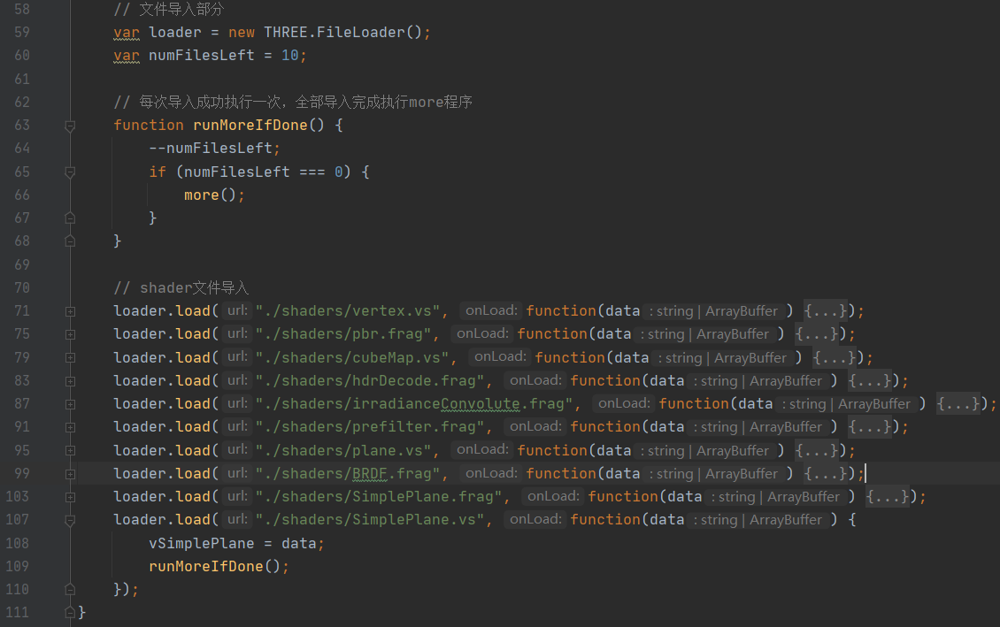 58 // 文件导入部分
59 var loader = new THREE.FileLoader();
60 var numFilesLeft = 10;
61
62 // 每次导入成功执行一次，全部导入完成执行more程序
63 function runMoreIfDone() {
64 --numFilesLeft;
65 if (numFilesLeft === 0) {
66 more();
67 }
68 }
69
70 // shader文件导入
71 loader.load( url: "./shaders/vertex.vs", onLoad: function(data : string | ArrayBuffer ) {...});
75 loader.load( url: "./shaders/pbr.frag", onLoad: function(data : string | ArrayBuffer ) {...});
79 loader.load( url: "./shaders/cubeMap.vs", onLoad: function(data : string | ArrayBuffer ) {...});
83 loader.load( url: "./shaders/hdrDecode.frag", onLoad: function(data : string | ArrayBuffer ) {...});
87 loader.load( url: "./shaders/irradianceConvolute.frag", onLoad: function(data : string | ArrayBuffer ) {...});
91 loader.load( url: "./shaders/prefilter.frag", onLoad: function(data : string | ArrayBuffer ) {...});
95 loader.load( url: "./shaders/plane.vs", onLoad: function(data : string | ArrayBuffer ) {...});
99 loader.load( url: "./shaders/BRDF.frag", onLoad: function(data : string | ArrayBuffer ) {...});
103 loader.load( url: "./shaders/SimplePlane.frag", onLoad: function(data : string | ArrayBuffer ) {...});
107 loader.load( url: "./shaders/SimplePlane.vs", onLoad: function(data : string | ArrayBuffer ) {
108 vSimplePlane = data;
109 runMoreIfDone();
110 });
111 }